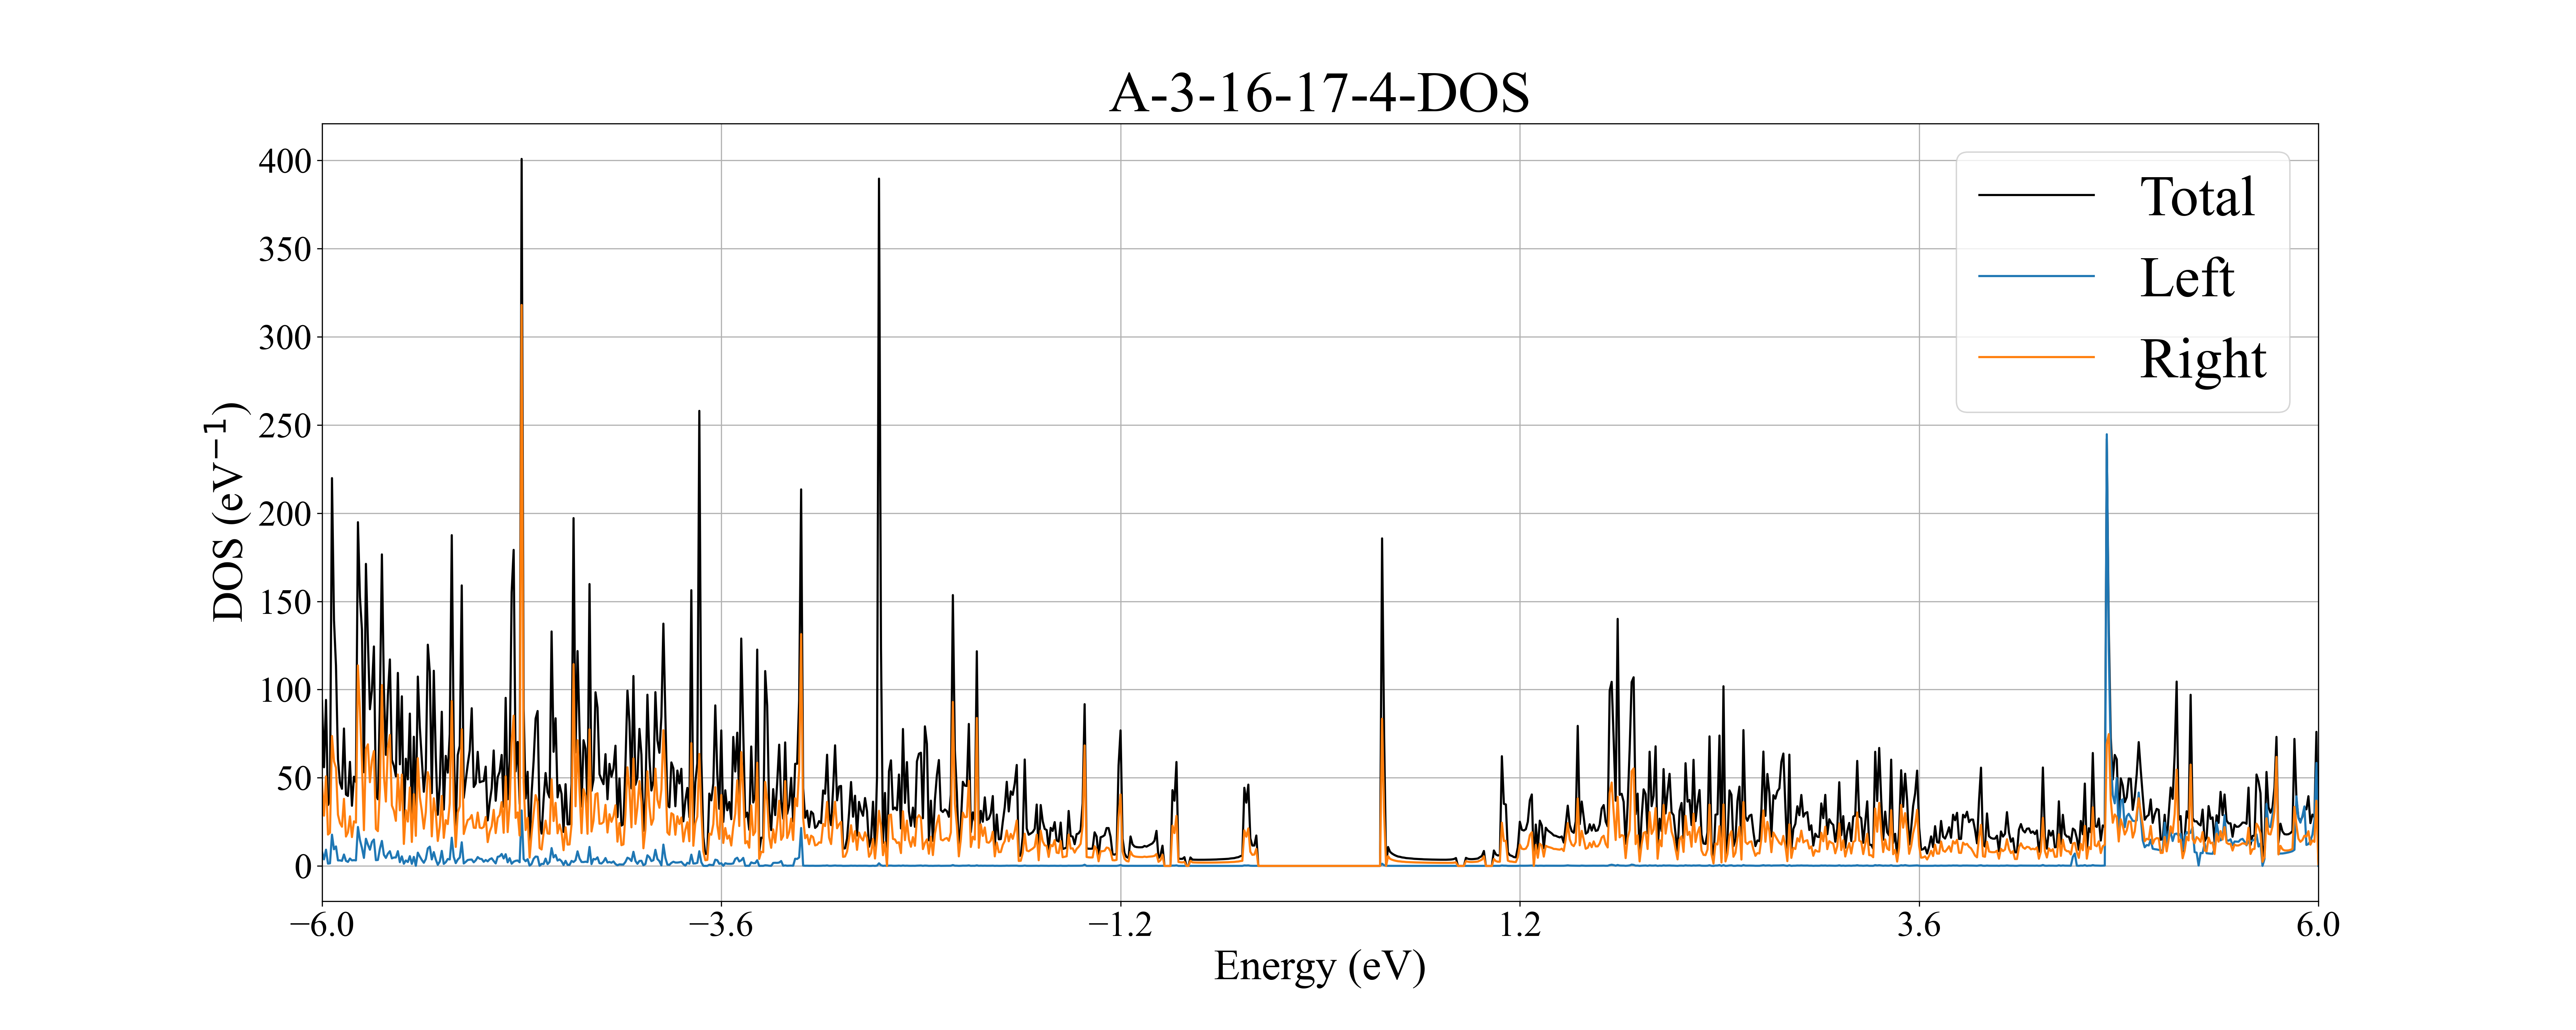 A-3-16-17-4-DOS
DOS (eV⁻¹)
400
350
300
250
200
150
100
50
0
Total
Left
Right
−6.0 −3.6 −1.2 1.2 3.6 6.0
Energy (eV)